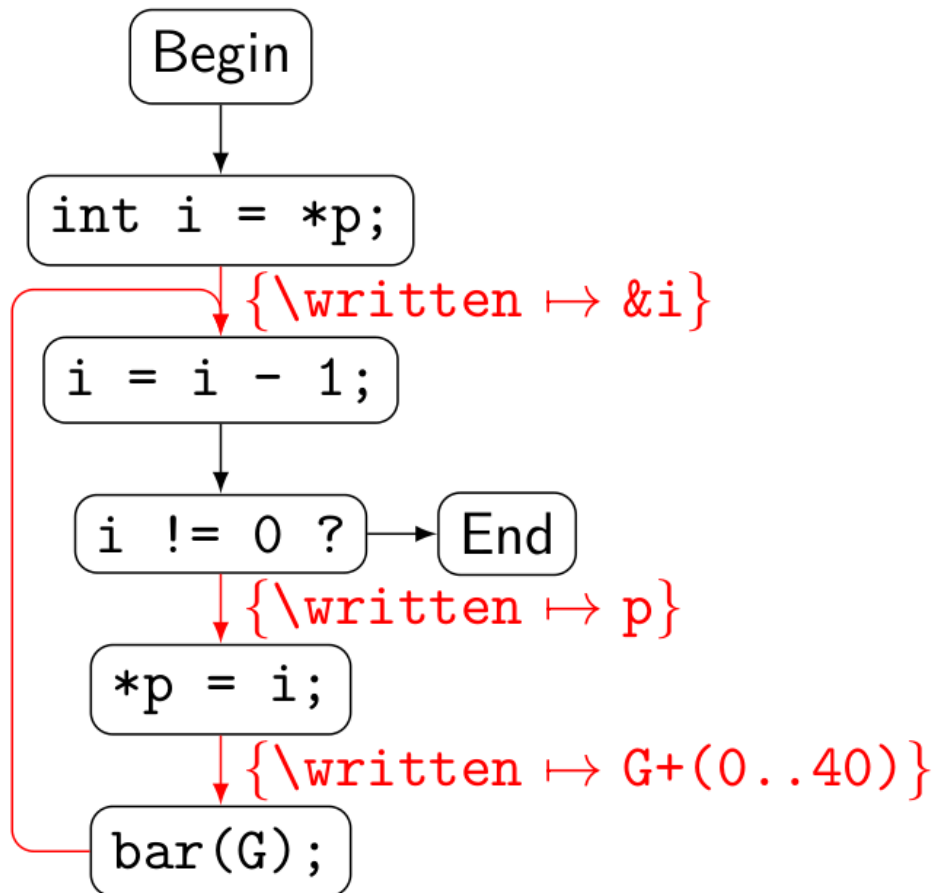 Begin
int i = *p;
{\written ↦ &i}
i = i - 1;
i != 0 ?
End
{\written ↦ p}
*p = i;
{\written ↦ G+(0..40)}
bar(G);